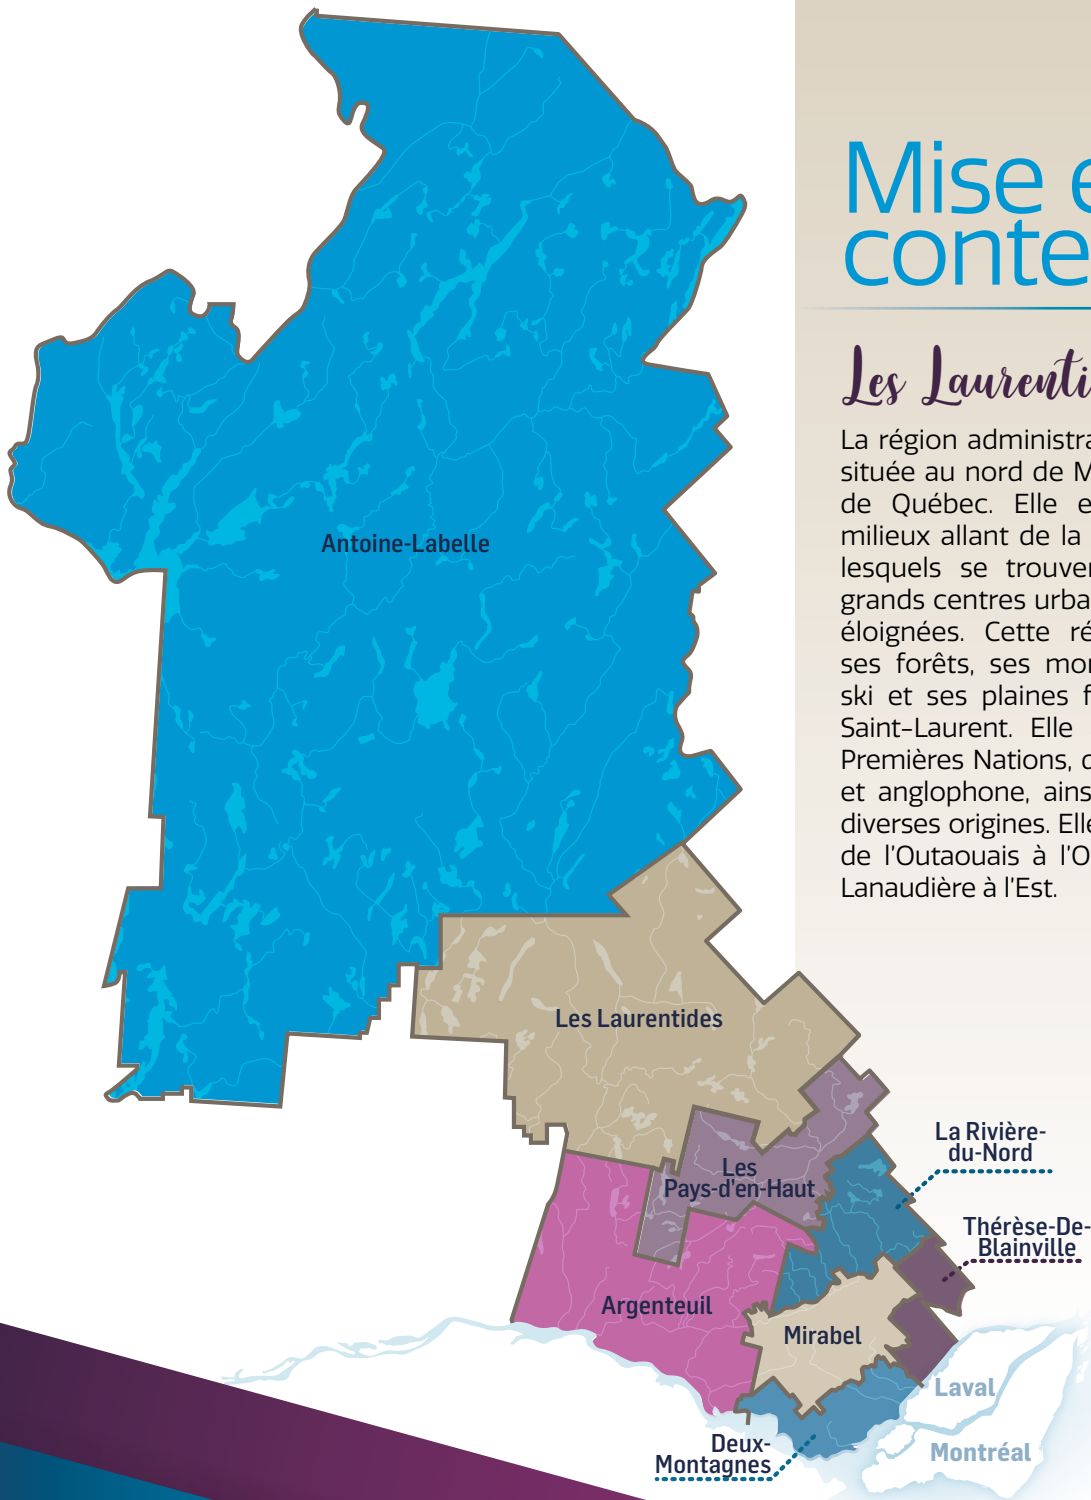 Mise e
conte
Les Laurenti
La région administra
située au nord de M
de Québec. Elle e
milieux allant de la
lesquels se trouver
grands centres urba
éloignées. Cette ré
ses forêts, ses mor
ski et ses plaines f
Saint-Laurent. Elle
Premières Nations, d
et anglophone, ains
diverses origines. Elle
de l'Outaouais à l'O
Lanaudière à l'Est.
Antoine-Labelle
Les Laurentides
La Rivière-
du-Nord
Les
Pays-d'en-Haut
Thérèse-De-
Blainville
Argenteuil
Mirabel
Laval
Deux-
Montagnes
Montréal